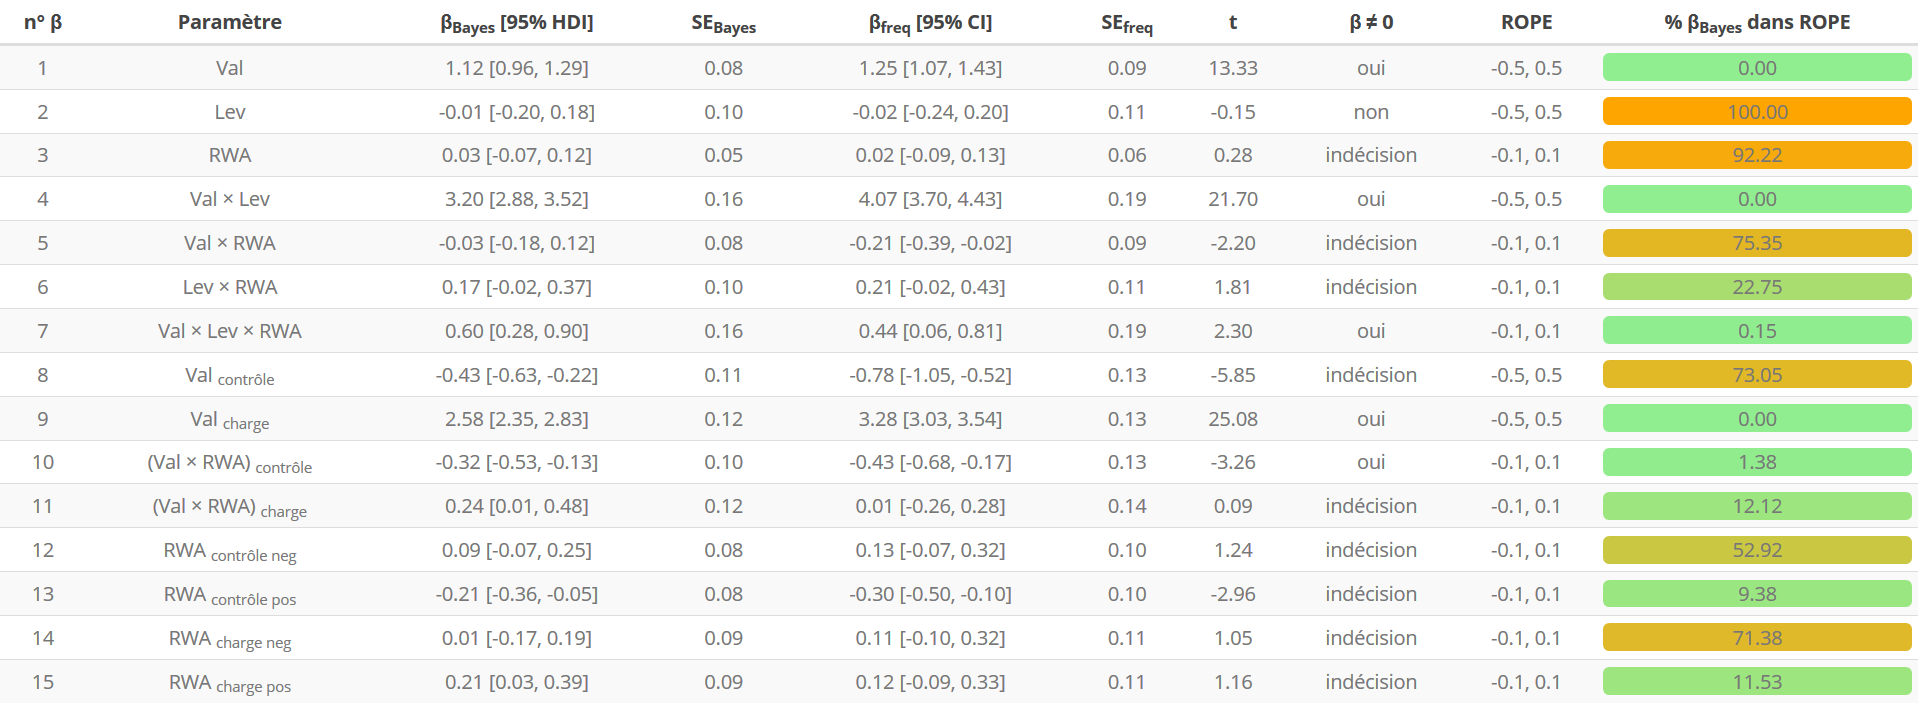 n° β Paramètre βBayes [95% HDI] SEBayes βfreq [95% CI] SEfreq t β ≠ 0 ROPE % βBayes dans ROPE
1 Val 1.12 [0.96, 1.29] 0.08 1.25 [1.07, 1.43] 0.09 13.33 oui -0.5, 0.5 0.00
2 Lev -0.01 [-0.20, 0.18] 0.10 -0.02 [-0.24, 0.20] 0.11 -0.15 non -0.5, 0.5 100.00
3 RWA 0.03 [-0.07, 0.12] 0.05 0.02 [-0.09, 0.13] 0.06 0.28 indécision -0.1, 0.1 92.22
4 Val × Lev 3.20 [2.88, 3.52] 0.16 4.07 [3.70, 4.43] 0.19 21.70 oui -0.5, 0.5 0.00
5 Val × RWA -0.03 [-0.18, 0.12] 0.08 -0.21 [-0.39, -0.02] 0.09 -2.20 indécision -0.1, 0.1 75.35
6 Lev × RWA 0.17 [-0.02, 0.37] 0.10 0.21 [-0.02, 0.43] 0.11 1.81 indécision -0.1, 0.1 22.75
7 Val × Lev × RWA 0.60 [0.28, 0.90] 0.16 0.44 [0.06, 0.81] 0.19 2.30 oui -0.1, 0.1 0.15
8 Val contrôle -0.43 [-0.63, -0.22] 0.11 -0.78 [-1.05, -0.52] 0.13 -5.85 indécision -0.5, 0.5 73.05
9 Val charge 2.58 [2.35, 2.83] 0.12 3.28 [3.03, 3.54] 0.13 25.08 oui -0.5, 0.5 0.00
10 (Val × RWA) contrôle -0.32 [-0.53, -0.13] 0.10 -0.43 [-0.68, -0.17] 0.13 -3.26 oui -0.1, 0.1 1.38
11 (Val × RWA) charge 0.24 [0.01, 0.48] 0.12 0.01 [-0.26, 0.28] 0.14 0.09 indécision -0.1, 0.1 12.12
12 RWA contrôle neg 0.09 [-0.07, 0.25] 0.08 0.13 [-0.07, 0.32] 0.10 1.24 indécision -0.1, 0.1 52.92
13 RWA contrôle pos -0.21 [-0.36, -0.05] 0.08 -0.30 [-0.50, -0.10] 0.10 -2.96 indécision -0.1, 0.1 9.38
14 RWA charge neg 0.01 [-0.17, 0.19] 0.09 0.11 [-0.10, 0.32] 0.11 1.05 indécision -0.1, 0.1 71.38
15 RWA charge pos 0.21 [0.03, 0.39] 0.09 0.12 [-0.09, 0.33] 0.11 1.16 indécision -0.1, 0.1 11.53